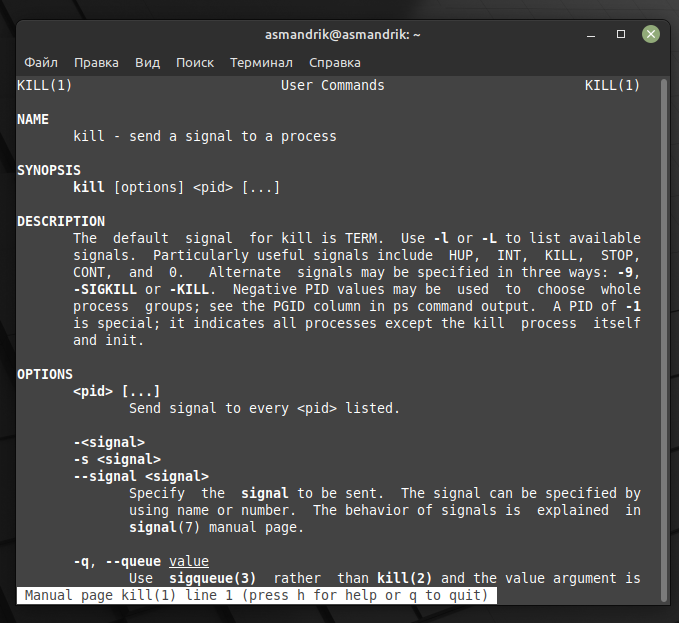 asmandrik@asmandrik: ~
Файл Правка Вид Поиск Терминал Справка
KILL(1) User Commands KILL(1)
NAME
kill - send a signal to a process
SYNOPSIS
kill [options] <pid> [...]
DESCRIPTION
The default signal for kill is TERM. Use -l or -L to list available
signals. Particularly useful signals include HUP, INT, KILL, STOP,
CONT, and 0. Alternate signals may be specified in three ways: -9,
-SIGKILL or -KILL. Negative PID values may be used to choose whole
process groups; see the PGID column in ps command output. A PID of -1
is special; it indicates all processes except the kill process itself
and init.
OPTIONS
<pid> [...]
Send signal to every <pid> listed.
-<signal>
-s <signal>
--signal <signal>
Specify the signal to be sent. The signal can be specified by
using name or number. The behavior of signals is explained in
signal(7) manual page.
-q, --queue value
Use sigqueue(3) rather than kill(2) and the value argument is
Manual page kill(1) line 1 (press h for help or q to quit)